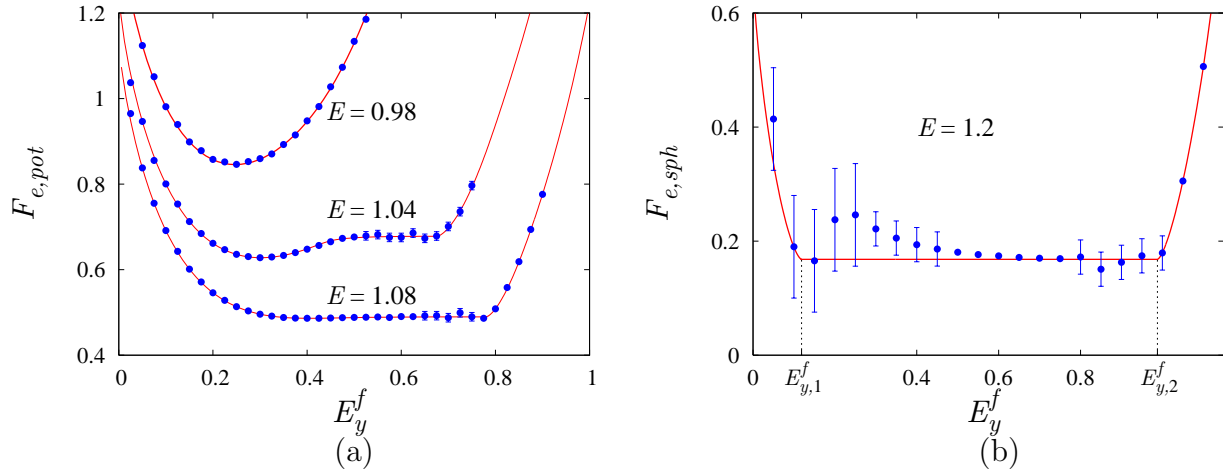 1.2
1
0.8
0.6
0.4
F_{e,pot}
E = 0.98
E = 1.04
E = 1.08
0 0.2 0.4 0.6 0.8 1
E_y^f
(a)
0.6
0.4
0.2
0
F_{e,sph}
E = 1.2
0 E_{y,1}^f 0.4 0.8 E_{y,2}^f
E_y^f
(b)